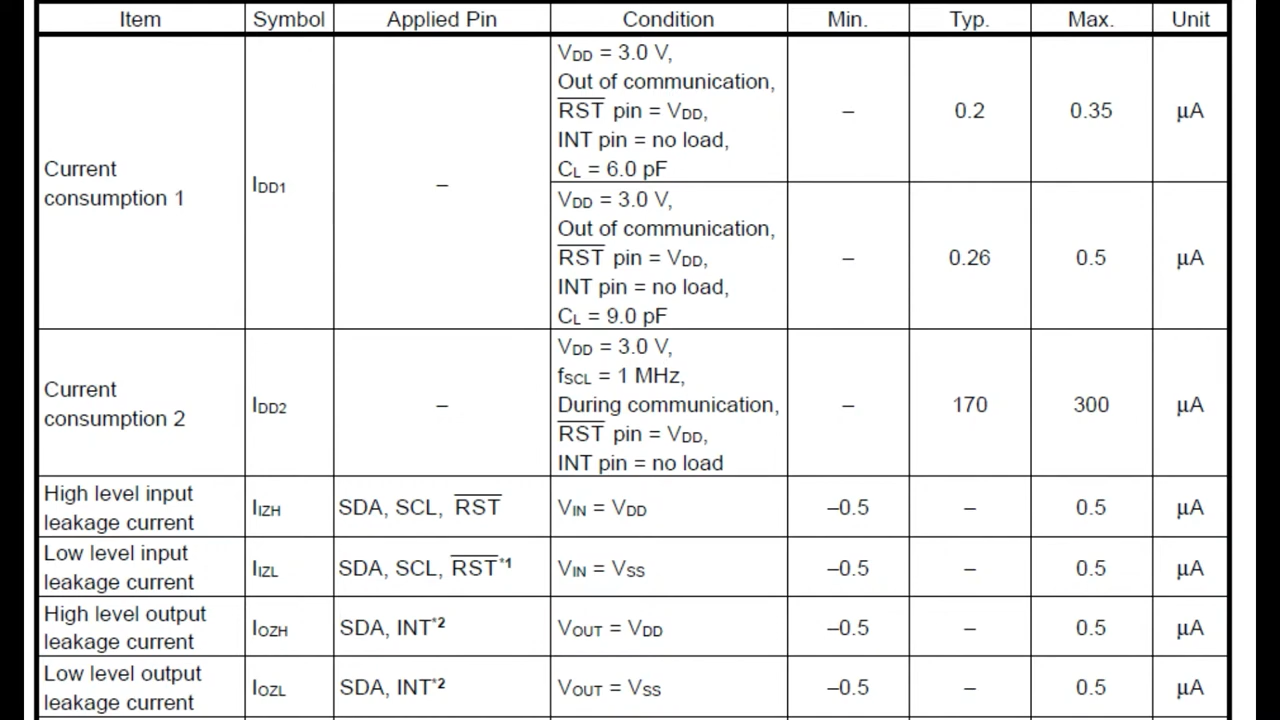 Item Symbol Applied Pin Condition Min. Typ. Max. Unit
Current
consumption 1
IDD1
–
VDD = 3.0 V,
Out of communication,
RST pin = VDD,
INT pin = no load,
CL = 6.0 pF
– 0.2 0.35 μA
VDD = 3.0 V,
Out of communication,
RST pin = VDD,
INT pin = no load,
CL = 9.0 pF
– 0.26 0.5 μA
Current
consumption 2
IDD2
–
VDD = 3.0 V,
fSCL = 1 MHz,
During communication,
RST pin = VDD,
INT pin = no load
– 170 300 μA
High level input
leakage current
IIZH SDA, SCL, RST VIN = VDD –0.5 – 0.5 μA
Low level input
leakage current
IIZL SDA, SCL, RST*1 VIN = VSS –0.5 – 0.5 μA
High level output
leakage current
IOZH SDA, INT*2 VOUT = VDD –0.5 – 0.5 μA
Low level output
leakage current
IOZL SDA, INT*2 VOUT = VSS –0.5 – 0.5 μA